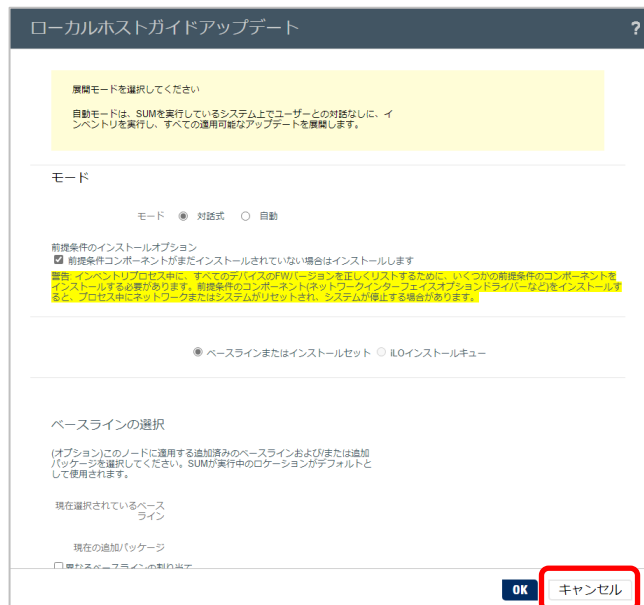 ローカルホストガイドアップデート ?
展開モードを選択してください
自動モードは、SUMを実行しているシステム上でユーザーとの対話なしに、イ
ンベントリを実行し、すべての適用可能なアップデートを展開します。
モード
モード 対話式 自動
前提条件のインストールオプション
前提条件コンポーネントがまだインストールされていない場合はインストールします
警告: インベントリプロセス中に、すべてのデバイスのFWバージョンを正しくリストするために、いくつかの前提条件のコンポーネントを
インストールする必要があります。前提条件のコンポーネント(ネットワークインターフェイスオプションドライバーなど)をインストールす
ると、プロセス中にネットワークまたはシステムがリセットされ、システムが停止する場合があります。
ベースラインまたはインストールセット iLOインストールキュー
ベースラインの選択
(オプション)このノードに適用する追加済みのベースラインおよび/または追加
パッケージを選択してください。SUMが実行中のロケーションがデフォルトと
して使用されます。
現在選択されているベース
ライン
現在の追加パッケージ
異なるベースラインの割り当て
OK キャンセル